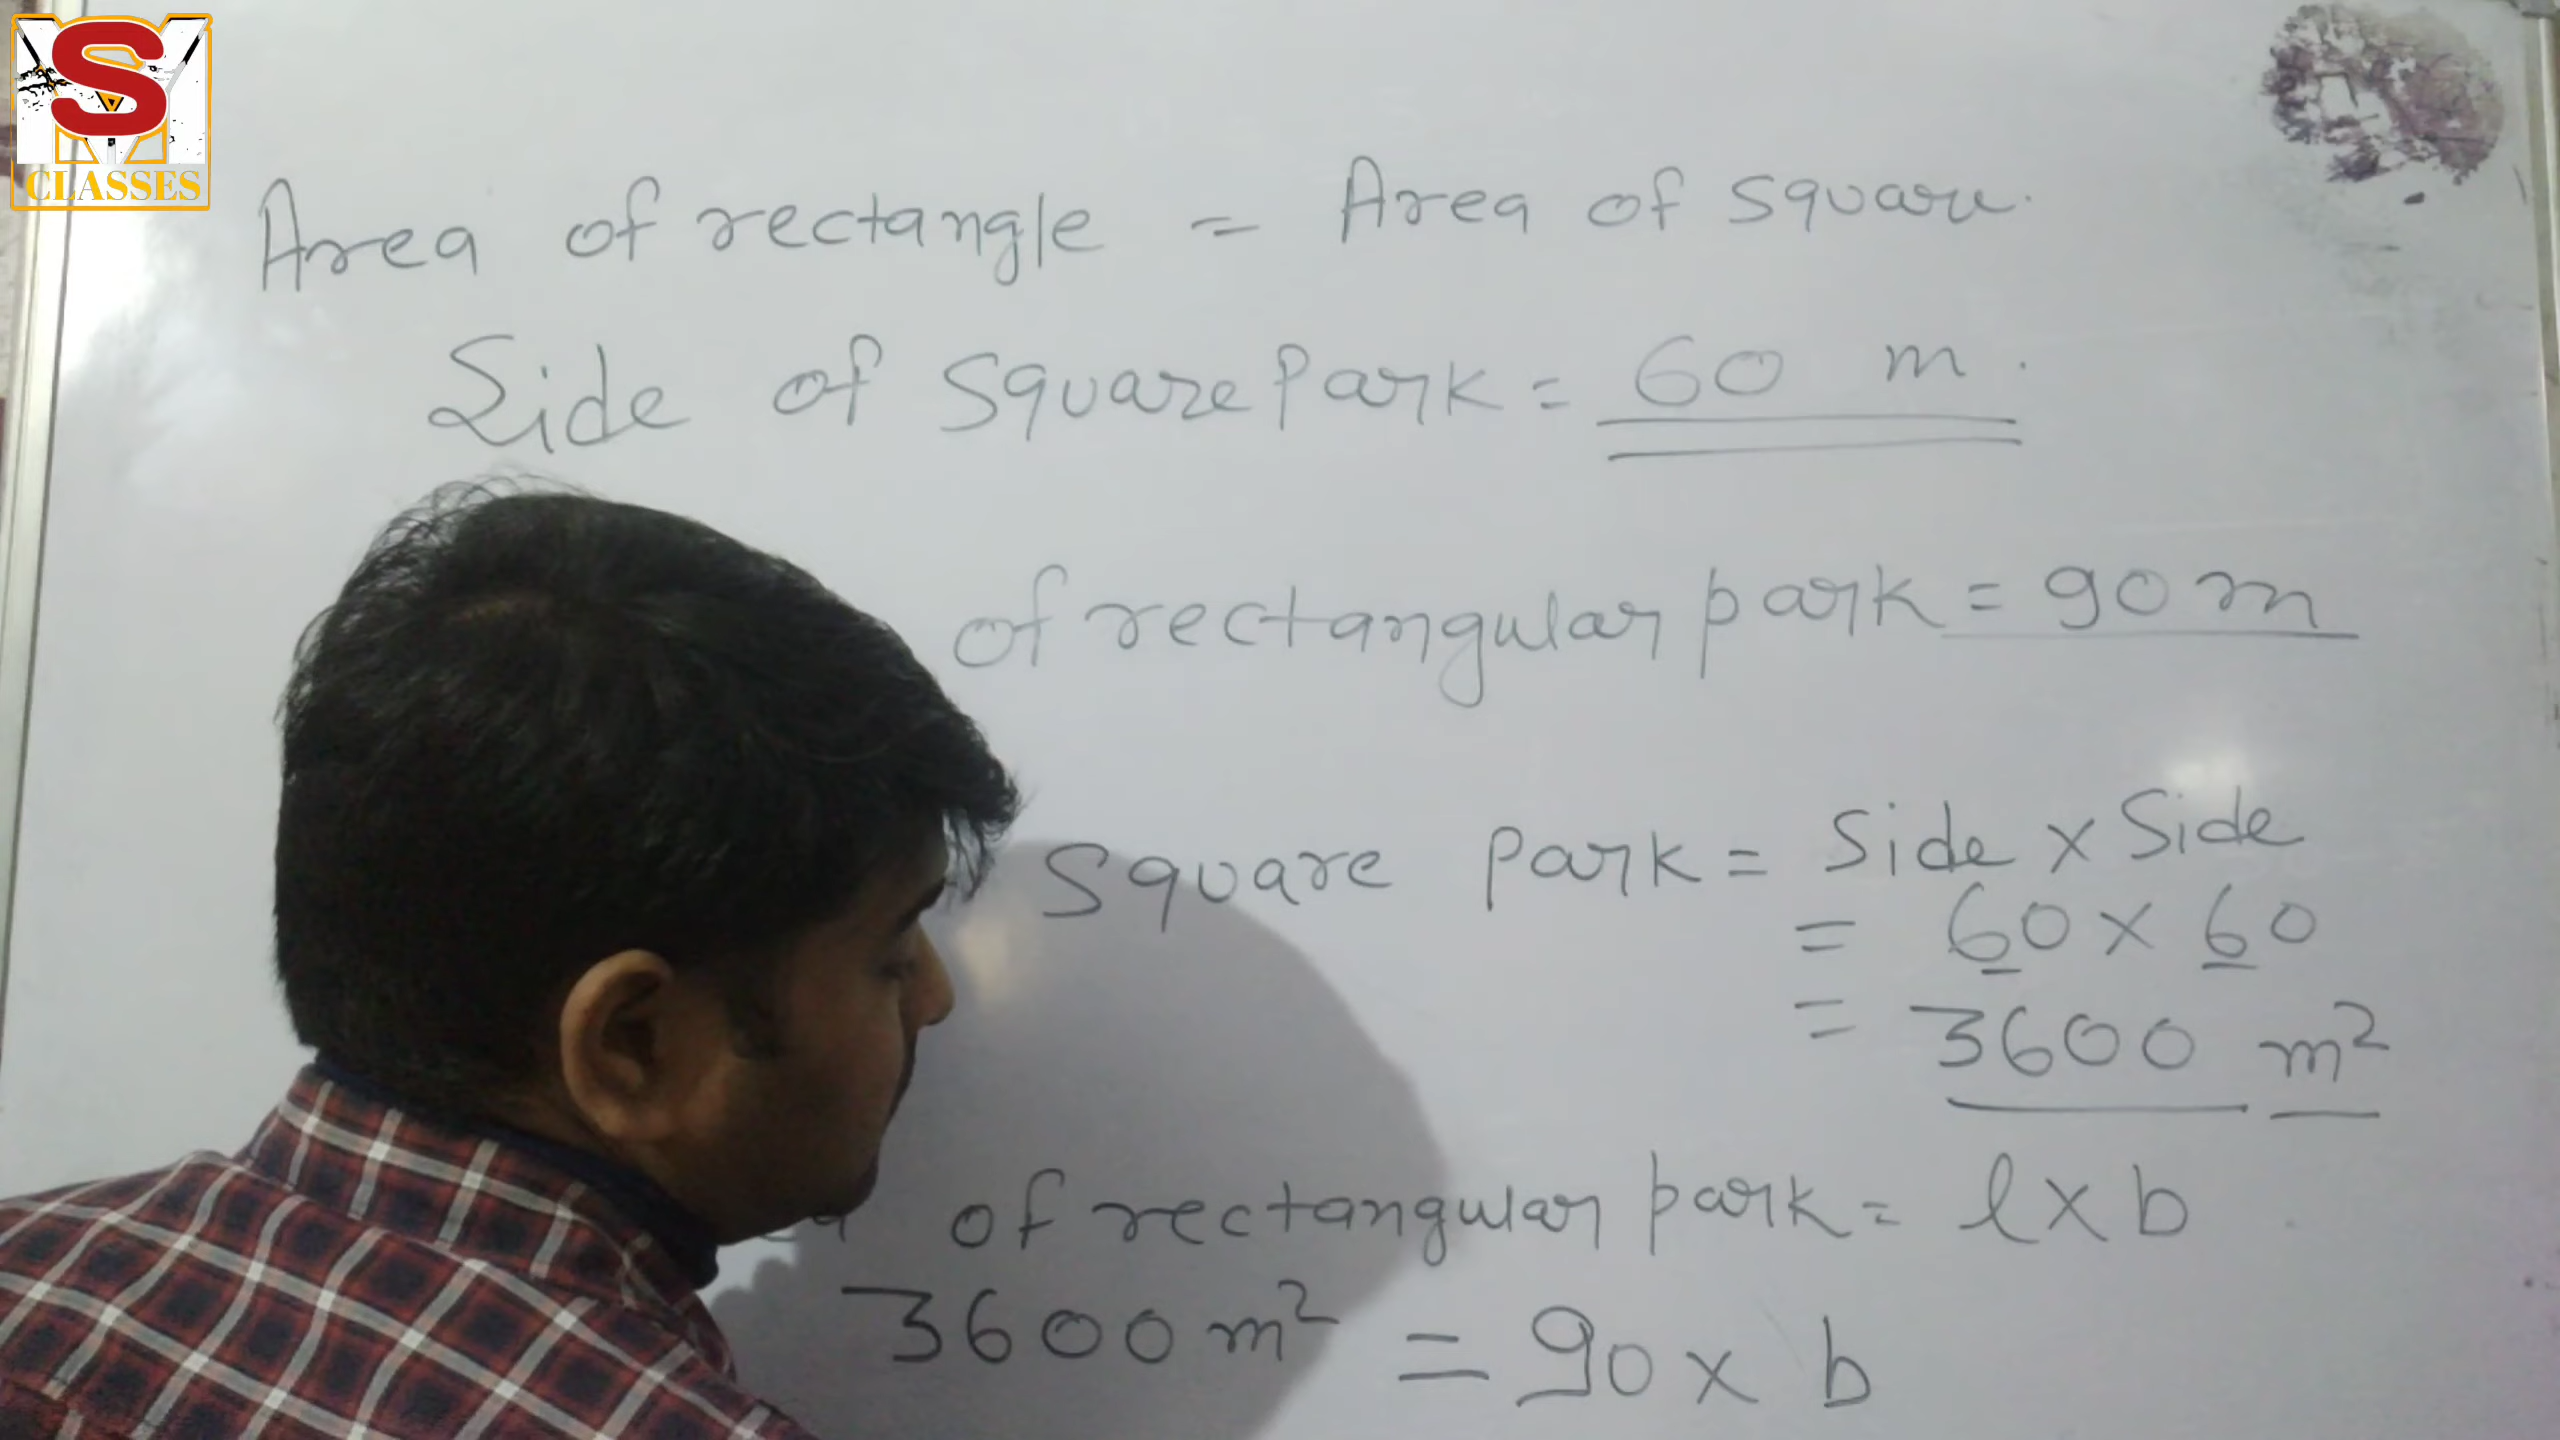 S
CLASSES
Area of rectangle = Area of square.
Side of Square Park = 60 m.
of rectangular park = 90 m
Square Park = Side x Side
= 60 x 60
= 3600 m²
of rectangular park = l x b
3600 m² = 90 x b